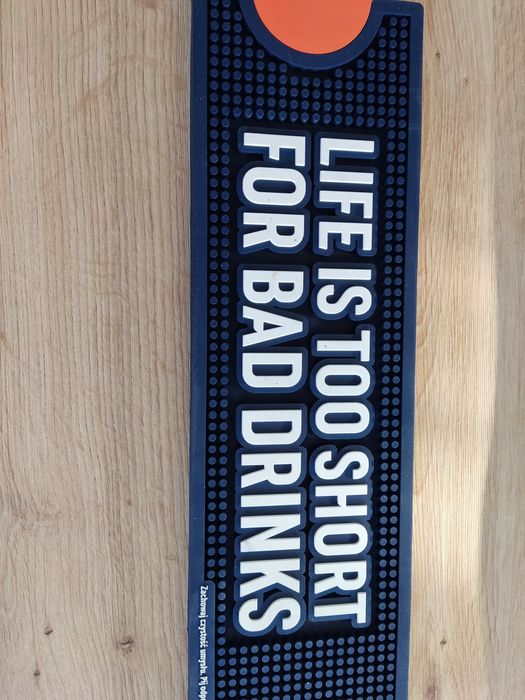 LIFE IS TOO SHORT
FOR BAD DRINKS
Zachowaj czystość umysłu. Pij